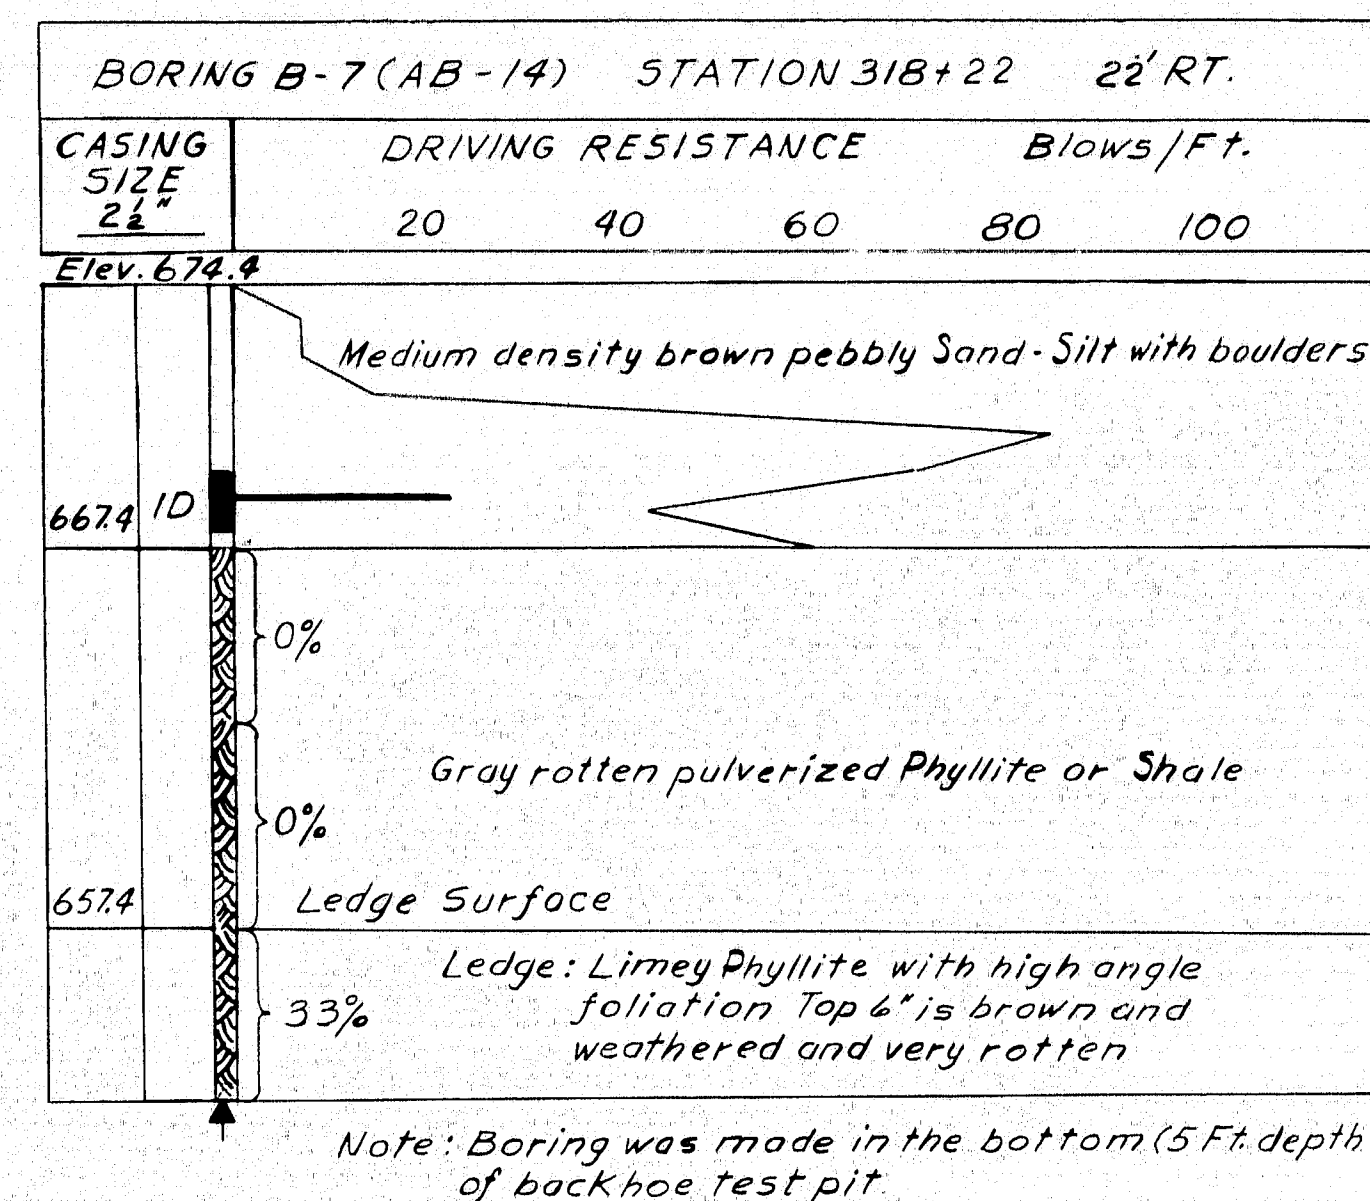 BORING B-7 (AB-14) STATION 318+22 22' RT.
CASING
SIZE
2½"
DRIVING RESISTANCE Blows/Ft.
20 40 60 80 100
Elev. 674.4
Medium density brown pebbly Sand-Silt with boulders
667.4 1D
0%
Gray rotten pulverized Phyllite or Shale
0%
657.4 Ledge Surface
Ledge: Limey Phyllite with high angle
foliation Top 6" is brown and
weathered and very rotten
33%
Note: Boring was made in the bottom (5 Ft. depth
of backhoe test pit